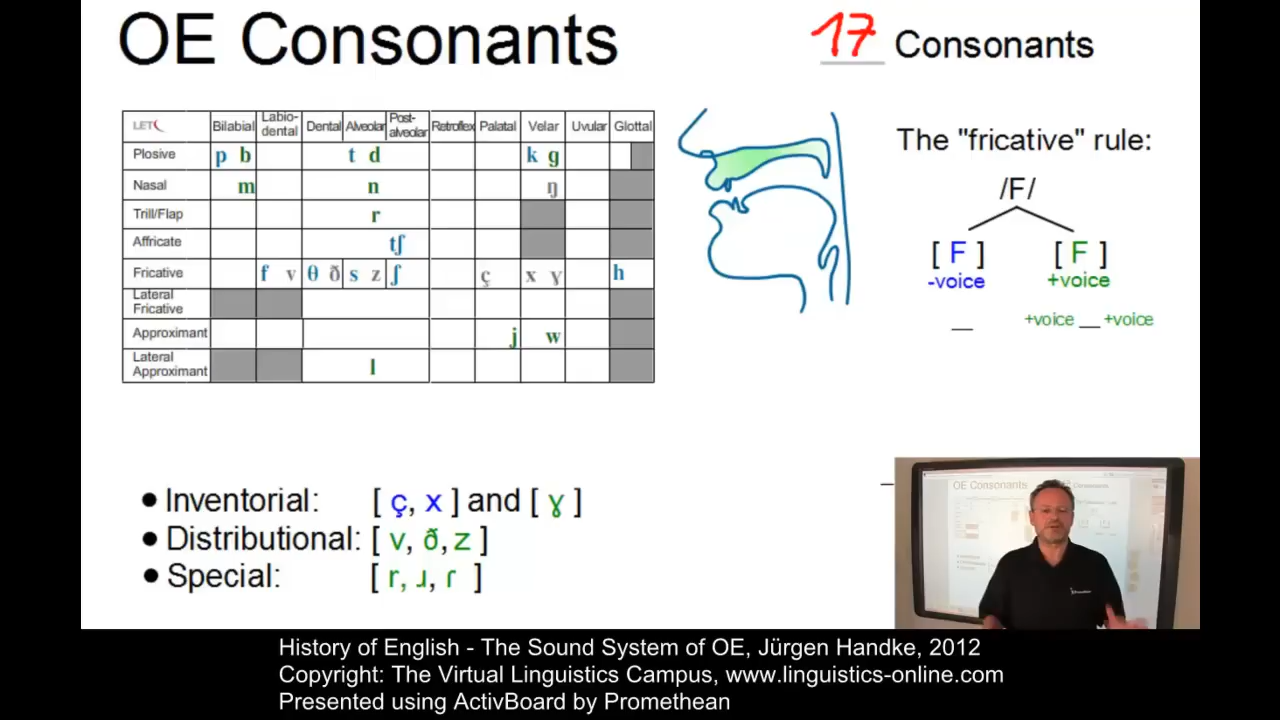 OE Consonants
17 Consonants
LET Bilabial Labio-dental Dental Alveolar Post-alveolar Retroflex Palatal Velar Uvular Glottal
Plosive p b t d k g
Nasal m n ŋ
Trill/Flap r
Affricate tʃ
Fricative f v θ ð s z ʃ ç x ɣ h
Lateral Fricative
Approximant j w
Lateral Approximant l
The "fricative" rule:
/F/
[ F ] [ F ]
-voice +voice
__ +voice __ +voice
• Inventorial: [ ç, x ] and [ ɣ ]
• Distributional: [ v, ð, z ]
• Special: [ r, ɹ, ɾ ]
OE Consonants
History of English - The Sound System of OE, Jürgen Handke, 2012
Copyright: The Virtual Linguistics Campus, www.linguistics-online.com
Presented using ActivBoard by Promethean